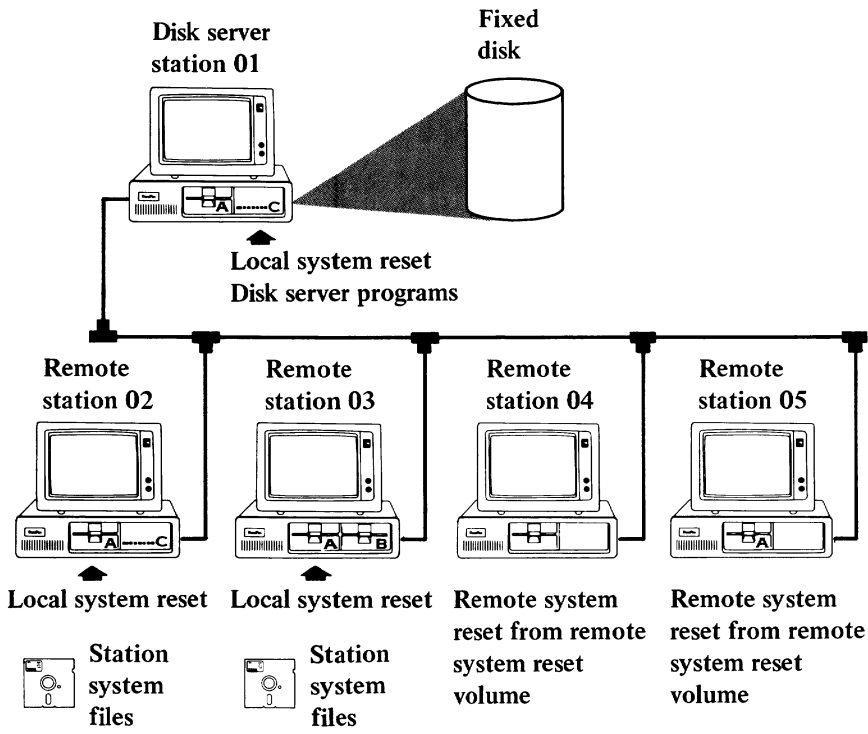 Disk server
station 01
Fixed
disk
A
C
Local system reset
Disk server programs
Remote
station 02
Remote
station 03
Remote
station 04
Remote
station 05
A
C
A
B
A
Local system reset
Local system reset
Remote system
reset from remote
system reset
volume
Remote system
reset from remote
system reset
volume
Station
system
files
Station
system
files